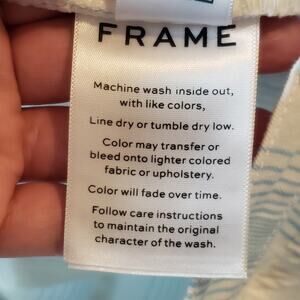 FRAME
Machine wash inside out,
with like colors,
Line dry or tumble dry low.
Color may transfer or
bleed onto lighter colored
fabric or upholstery.
Color will fade over time.
Follow care instructions
to maintain the original
character of the wash.